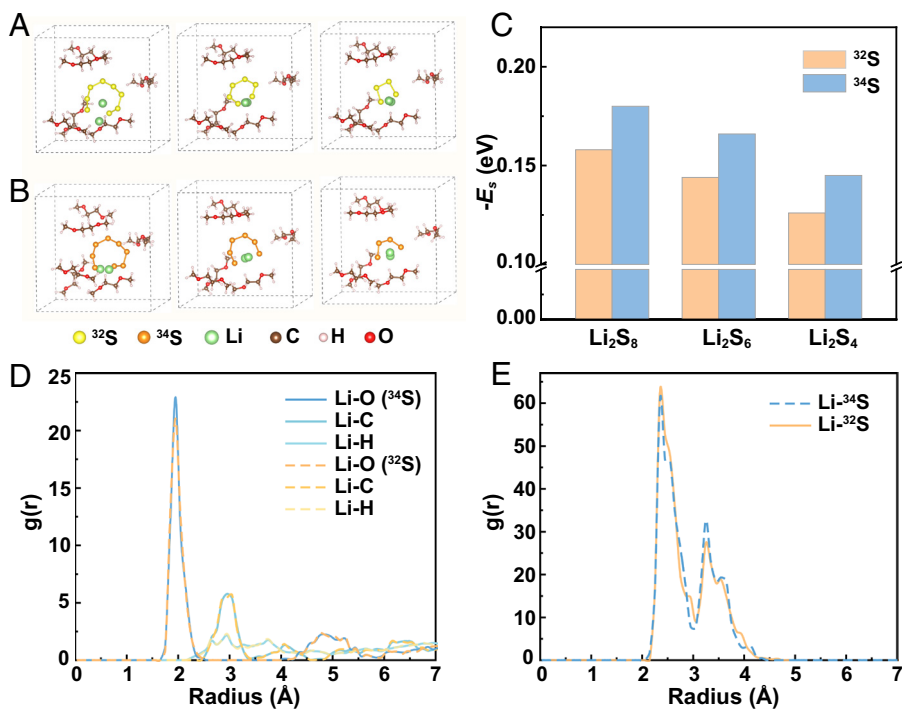 A
B
³²S ³⁴S Li C H O
C
-Eₛ (eV)
0.20
0.15
0.10
0.00
³²S
³⁴S
Li₂S₈ Li₂S₆ Li₂S₄
D
g(r)
25
20
15
10
5
0
Li-O (³⁴S)
Li-C
Li-H
Li-O (³²S)
Li-C
Li-H
0 1 2 3 4 5 6 7
Radius (Å)
E
g(r)
60
50
40
30
20
10
0
Li-³⁴S
Li-³²S
0 1 2 3 4 5 6 7
Radius (Å)